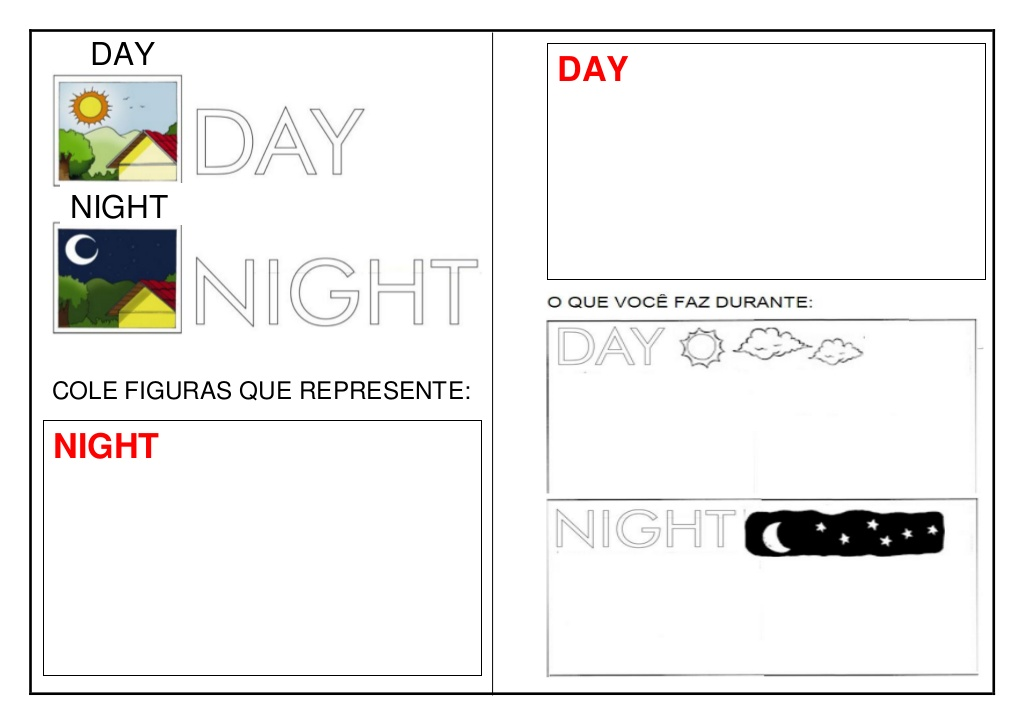 DAY
DAY
NIGHT
NIGHT
COLE FIGURAS QUE REPRESENTE:
NIGHT
DAY
O QUE VOCÊ FAZ DURANTE:
DAY
NIGHT